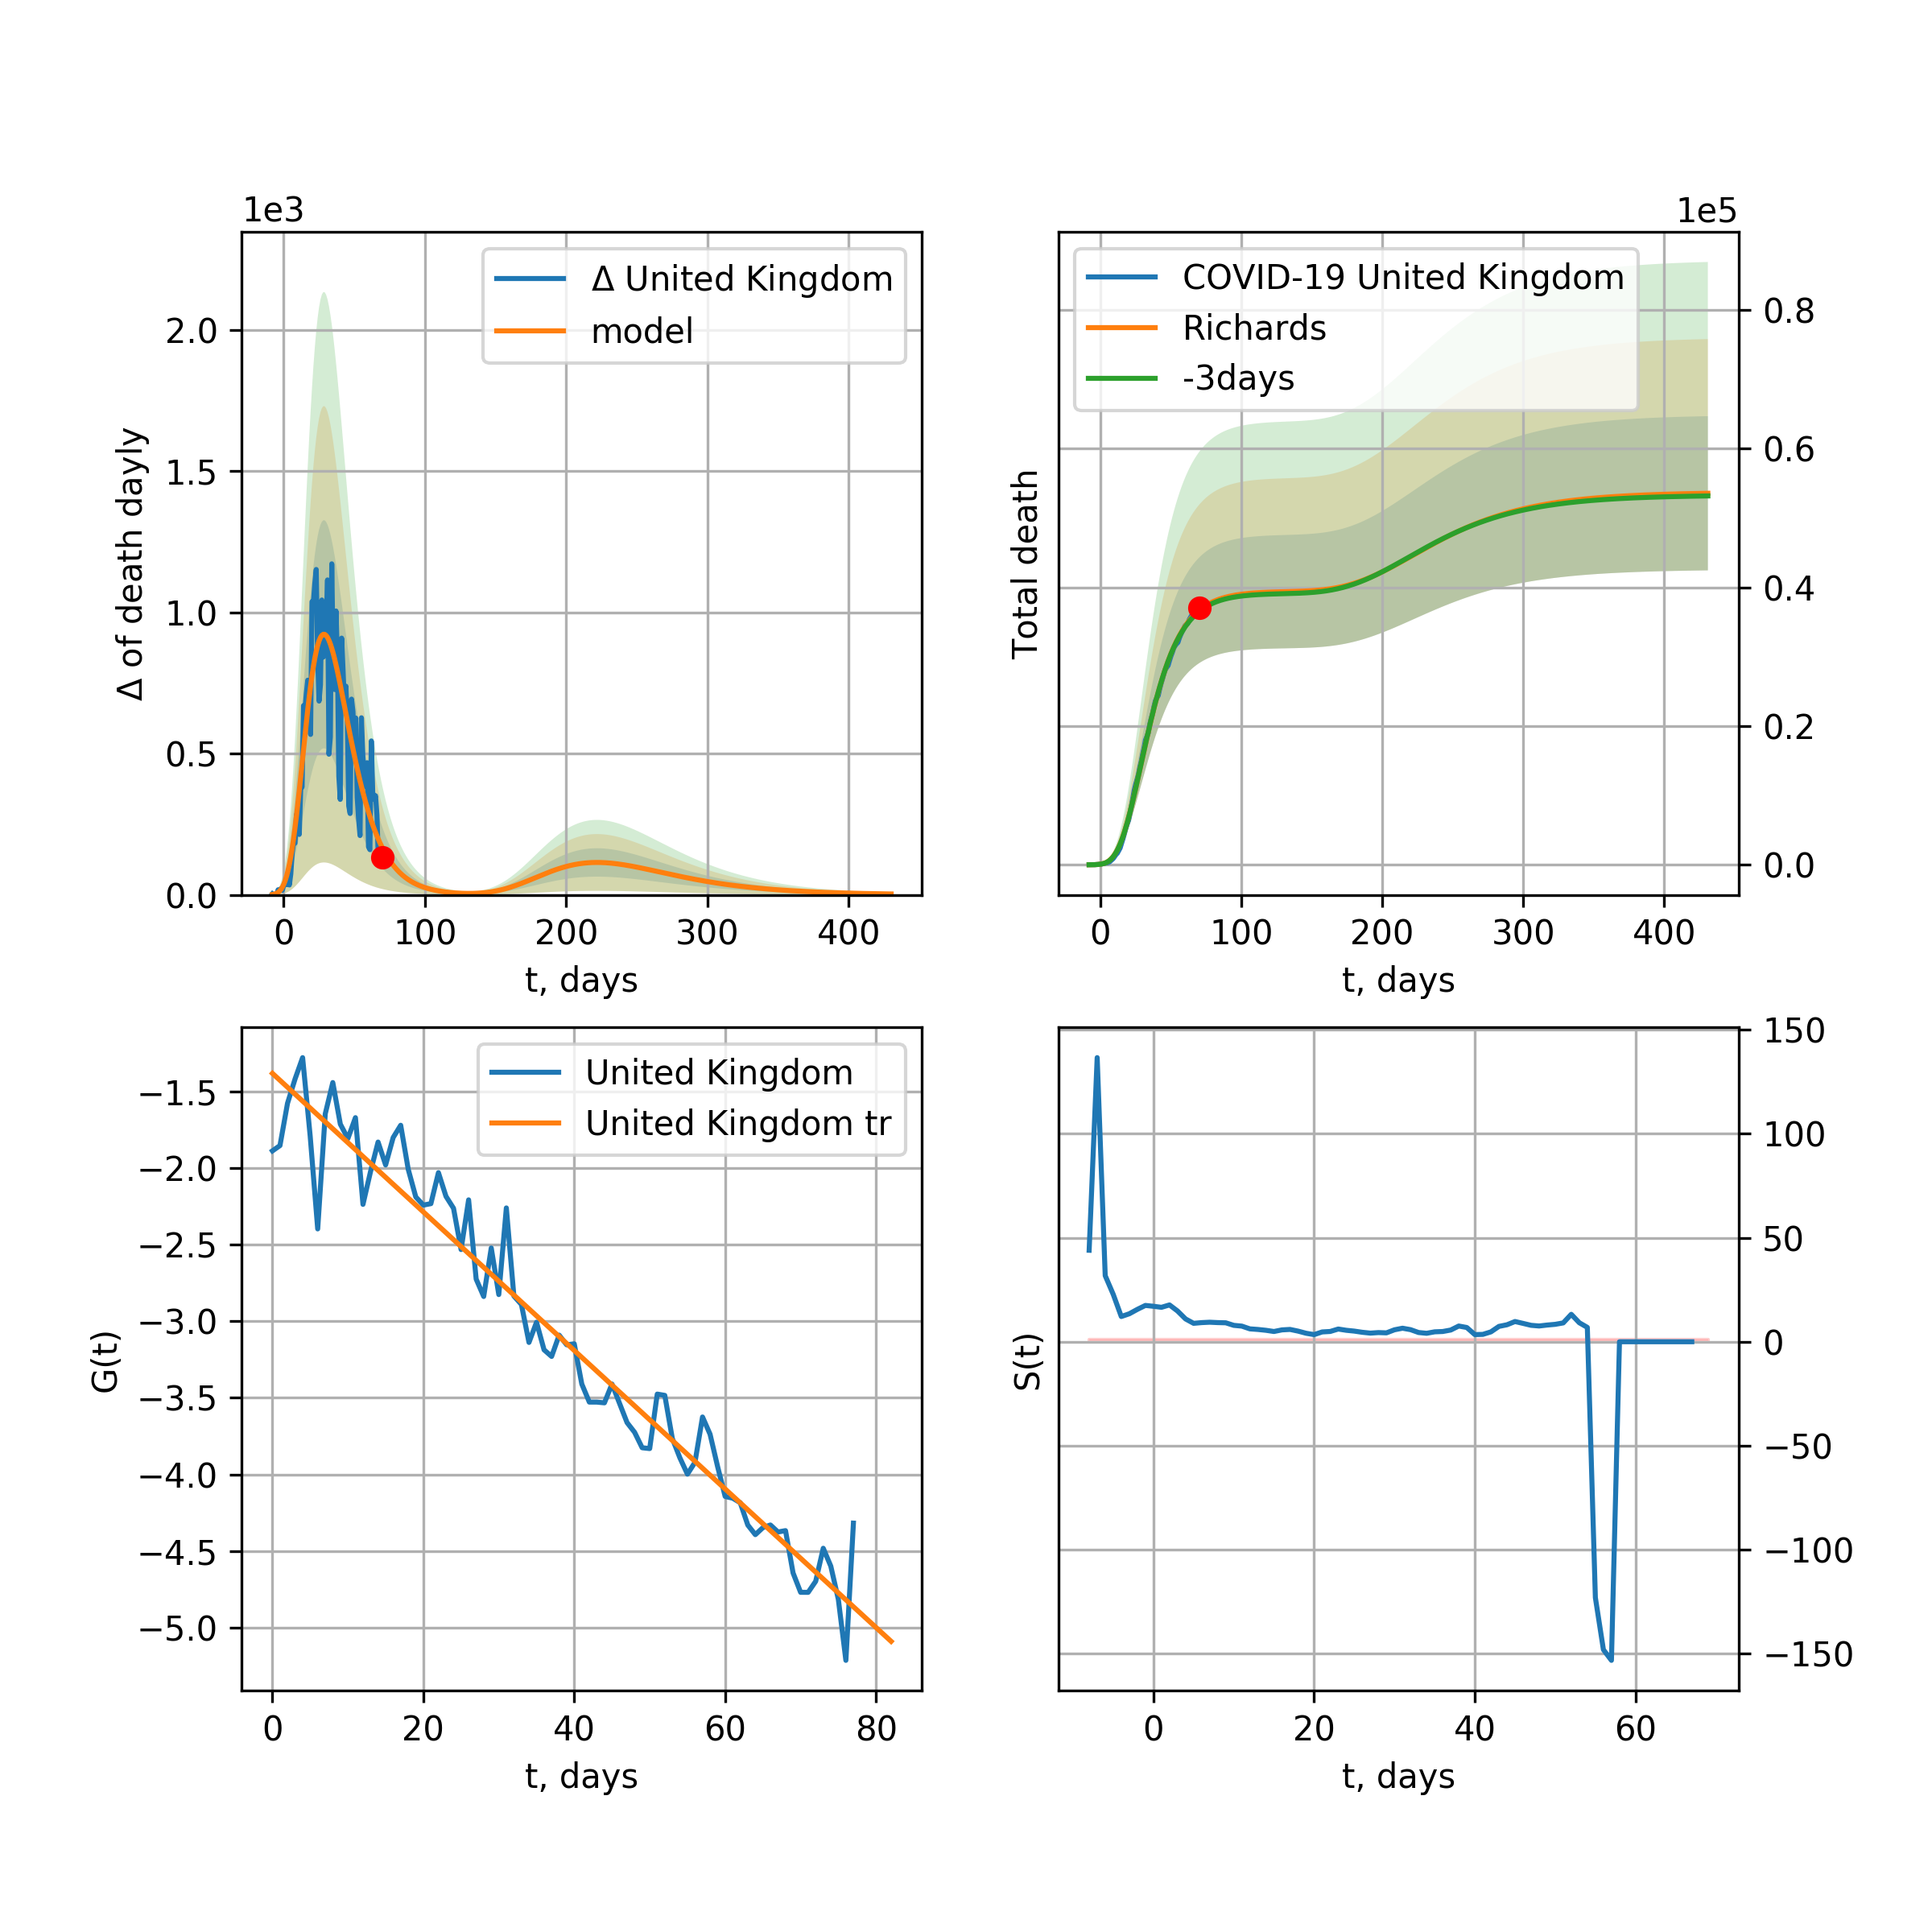 1e3
Δ of death dayly
2.0
1.5
1.0
0.5
0.0
Δ United Kingdom
model
0 100 200 300 400
t, days
1e5
Total death
COVID-19 United Kingdom
Richards
-3days
0.8
0.6
0.4
0.2
0.0
0 100 200 300 400
t, days
G(t)
−1.5
−2.0
−2.5
−3.0
−3.5
−4.0
−4.5
−5.0
United Kingdom
United Kingdom tr
0 20 40 60 80
t, days
S(t)
150
100
50
0
−50
−100
−150
0 20 40 60
t, days